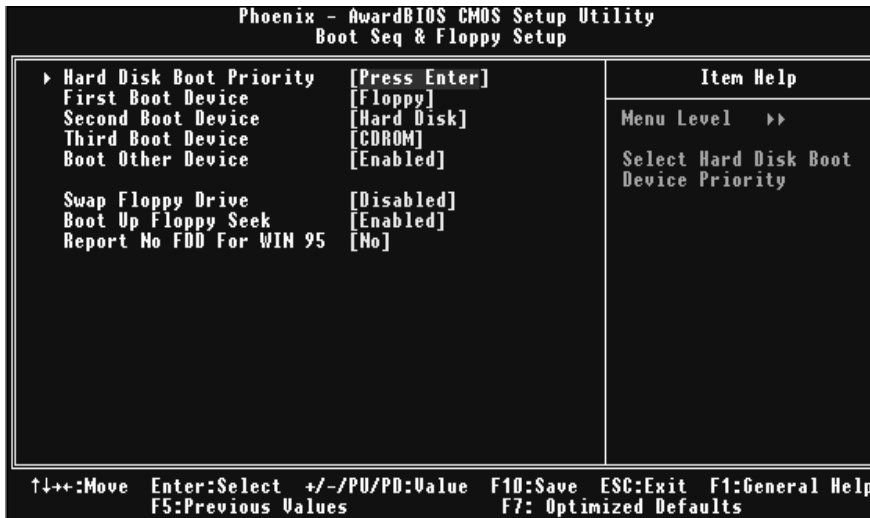 Phoenix - AwardBIOS CMOS Setup Utility
Boot Seq & Floppy Setup
Hard Disk Boot Priority [Press Enter]
First Boot Device [Floppy]
Second Boot Device [Hard Disk]
Third Boot Device [CDROM]
Boot Other Device [Enabled]
Swap Floppy Drive [Disabled]
Boot Up Floppy Seek [Enabled]
Report No FDD For WIN 95 [No]
Item Help
Menu Level ▸▸
Select Hard Disk Boot
Device Priority
↑↓→←:Move Enter:Select +/-/PU/PD:Value F10:Save ESC:Exit F1:General Help
F5:Previous Values F7: Optimized Defaults